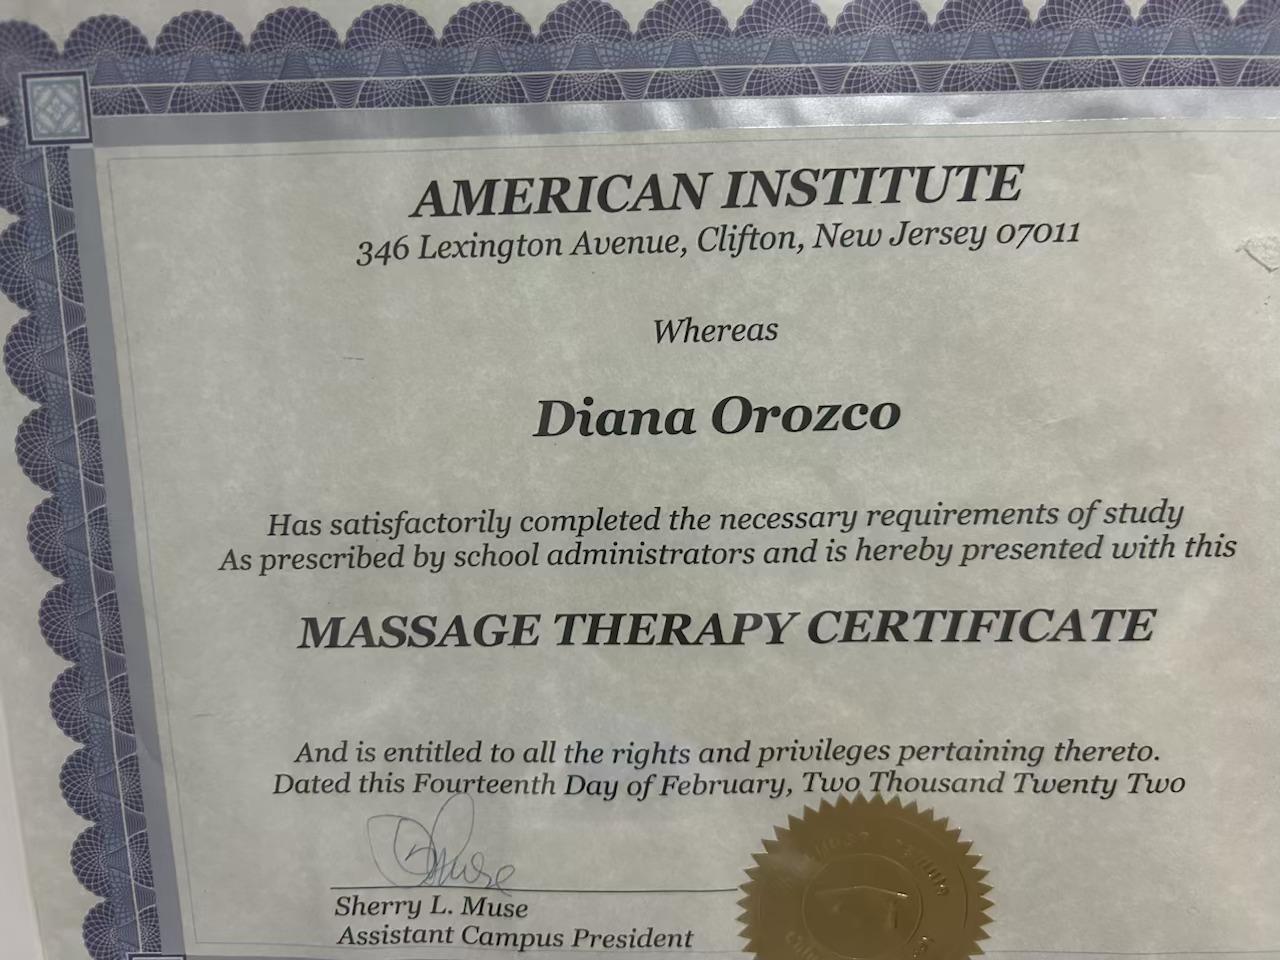 AMERICAN INSTITUTE
346 Lexington Avenue, Clifton, New Jersey 07011
Whereas
Diana Orozco
Has satisfactorily completed the necessary requirements of study
As prescribed by school administrators and is hereby presented with this
MASSAGE THERAPY CERTIFICATE
And is entitled to all the rights and privileges pertaining thereto.
Dated this Fourteenth Day of February, Two Thousand Twenty Two
Sherry L. Muse
Assistant Campus President